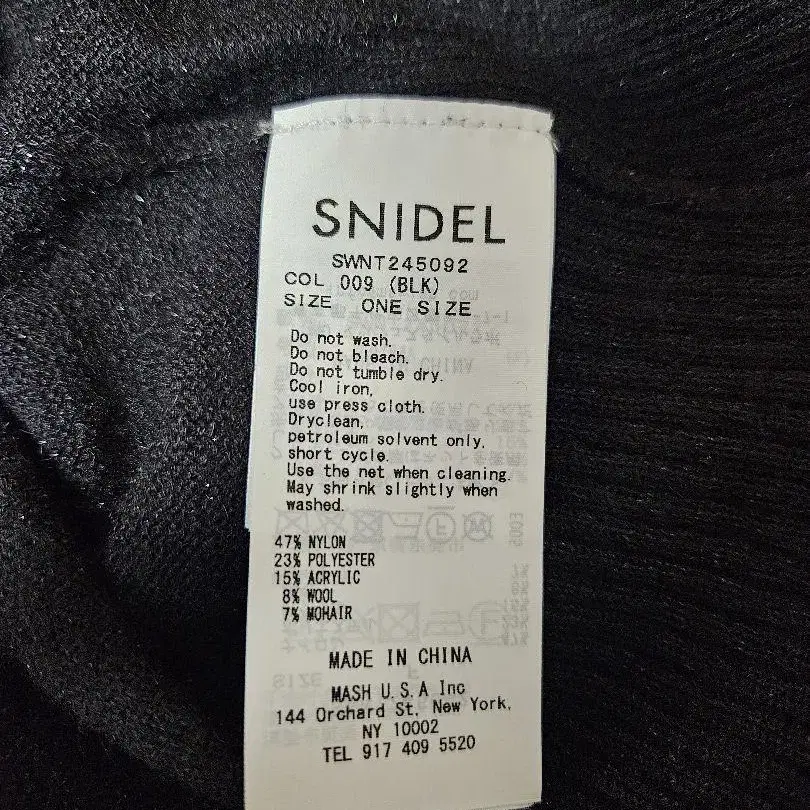 SNIDEL
SWNT245092
COL 009 (BLK)
SIZE ONE SIZE
Do not wash.
Do not bleach.
Do not tumble dry.
Cool iron,
use press cloth.
Dryclean,
petroleum solvent only.
short cycle.
Use the net when cleaning.
May shrink slightly when
washed.
47% NYLON
23% POLYESTER
15% ACRYLIC
8% WOOL
7% MOHAIR
MADE IN CHINA
MASH U.S.A Inc
144 Orchard St. New York,
NY 10002
TEL 917 409 5520